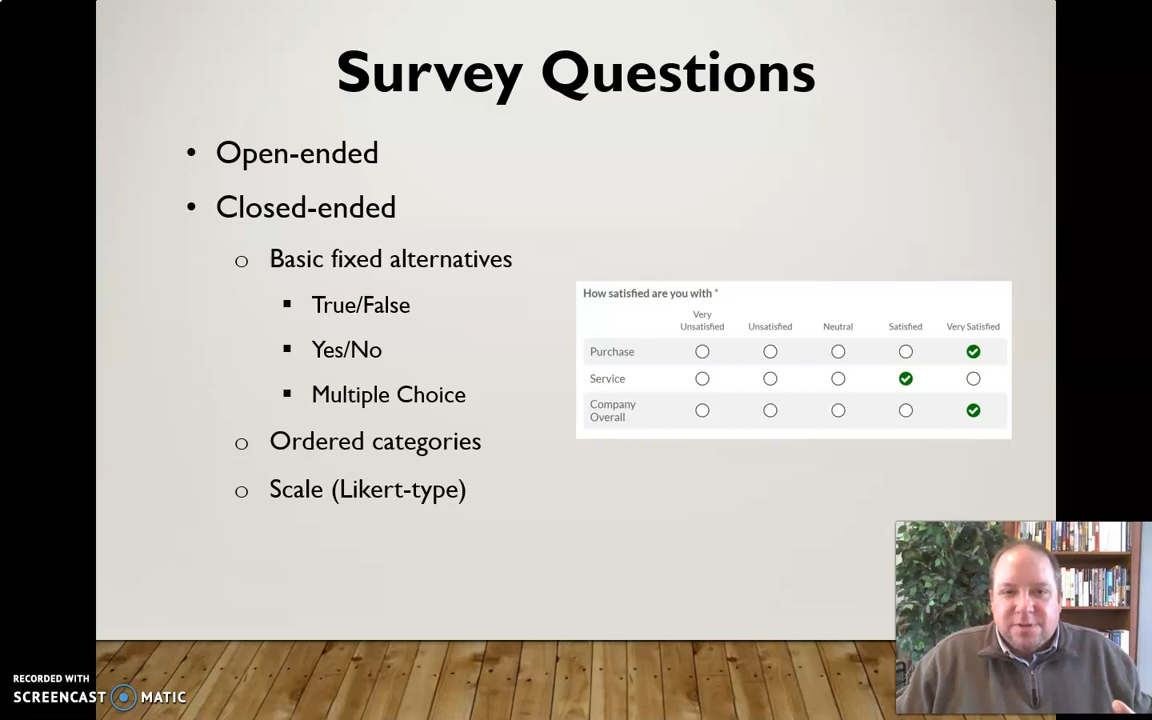 Survey Questions
• Open-ended
• Closed-ended
o Basic fixed alternatives
▪ True/False
▪ Yes/No
▪ Multiple Choice
o Ordered categories
o Scale (Likert-type)
How satisfied are you with *
Very Unsatisfied Unsatisfied Neutral Satisfied Very Satisfied
Purchase
Service
Company
Overall
RECORDED WITH
SCREENCAST MATIC